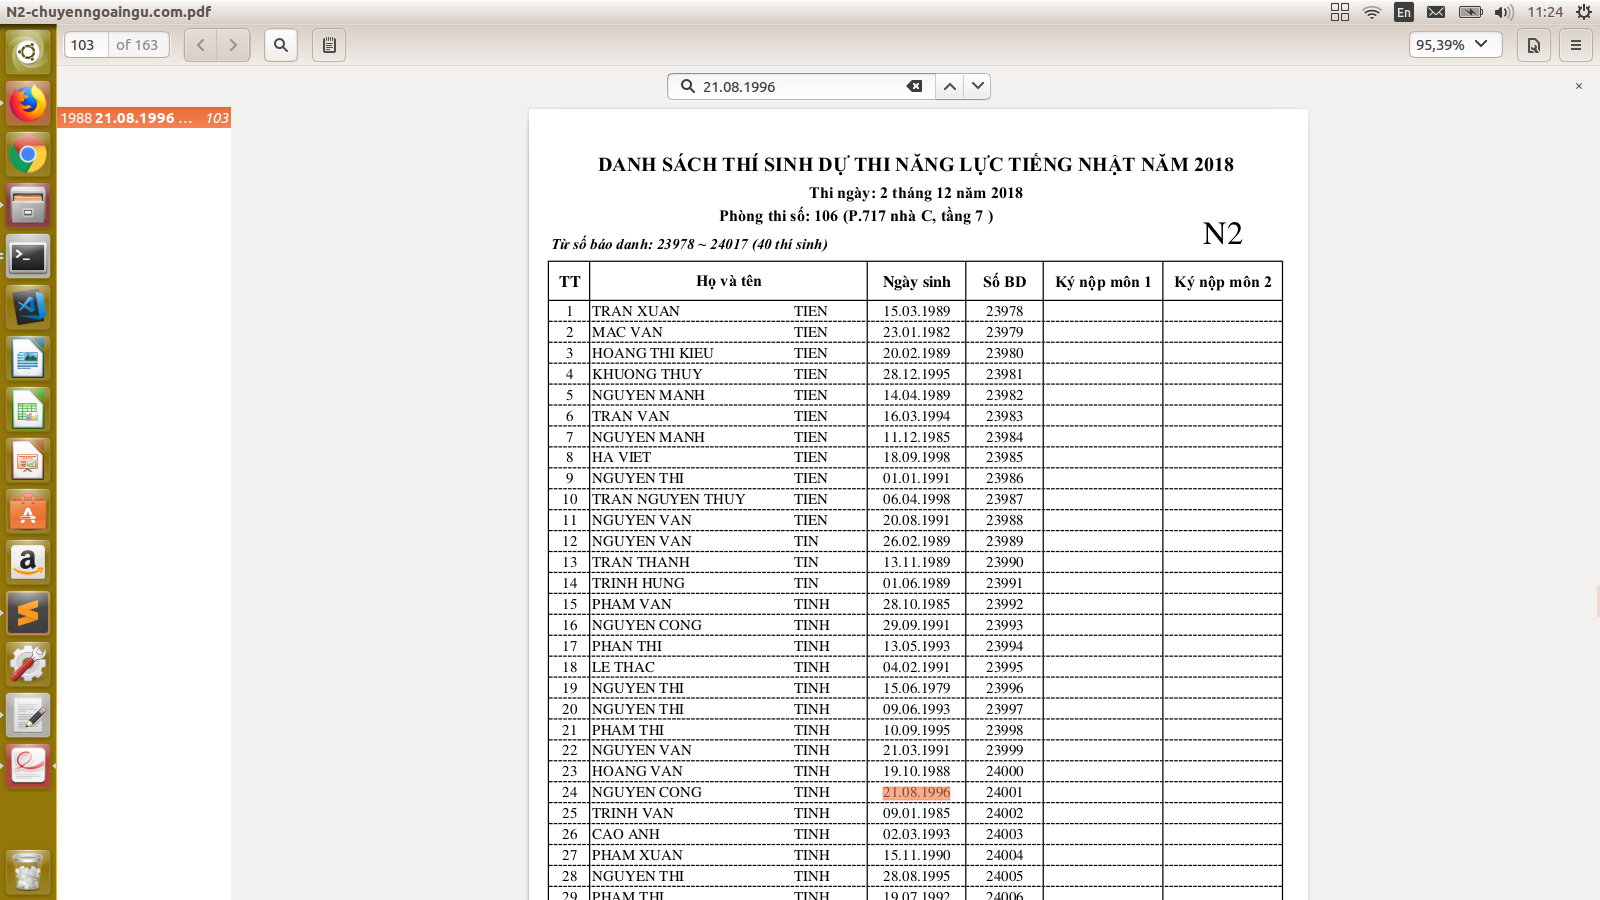 N2-chuyenngoaingu.com.pdf
En
11:24
103 of 163
95,39%
21.08.1996
1988 21.08.1996 … 103
DANH SÁCH THÍ SINH DỰ THI NĂNG LỰC TIẾNG NHẬT NĂM 2018
Thi ngày: 2 tháng 12 năm 2018
Phòng thi số: 106 (P.717 nhà C, tầng 7 )
N2
Từ số báo danh: 23978 ~ 24017 (40 thí sinh)
TT Họ và tên Ngày sinh Số BD Ký nộp môn 1 Ký nộp môn 2
1 TRAN XUAN TIEN 15.03.1989 23978
2 MAC VAN TIEN 23.01.1982 23979
3 HOANG THI KIEU TIEN 20.02.1989 23980
4 KHUONG THUY TIEN 28.12.1995 23981
5 NGUYEN MANH TIEN 14.04.1989 23982
6 TRAN VAN TIEN 16.03.1994 23983
7 NGUYEN MANH TIEN 11.12.1985 23984
8 HA VIET TIEN 18.09.1998 23985
9 NGUYEN THI TIEN 01.01.1991 23986
10 TRAN NGUYEN THUY TIEN 06.04.1998 23987
11 NGUYEN VAN TIEN 20.08.1991 23988
12 NGUYEN VAN TIN 26.02.1989 23989
13 TRAN THANH TIN 13.11.1989 23990
14 TRINH HUNG TIN 01.06.1989 23991
15 PHAM VAN TINH 28.10.1985 23992
16 NGUYEN CONG TINH 29.09.1991 23993
17 PHAN THI TINH 13.05.1993 23994
18 LE THAC TINH 04.02.1991 23995
19 NGUYEN THI TINH 15.06.1979 23996
20 NGUYEN THI TINH 09.06.1993 23997
21 PHAM THI TINH 10.09.1995 23998
22 NGUYEN VAN TINH 21.03.1991 23999
23 HOANG VAN TINH 19.10.1988 24000
24 NGUYEN CONG TINH 21.08.1996 24001
25 TRINH VAN TINH 09.01.1985 24002
26 CAO ANH TINH 02.03.1993 24003
27 PHAM XUAN TINH 15.11.1990 24004
28 NGUYEN THI TINH 28.08.1995 24005
29 PHAM THI TINH 19.07.1992 24006